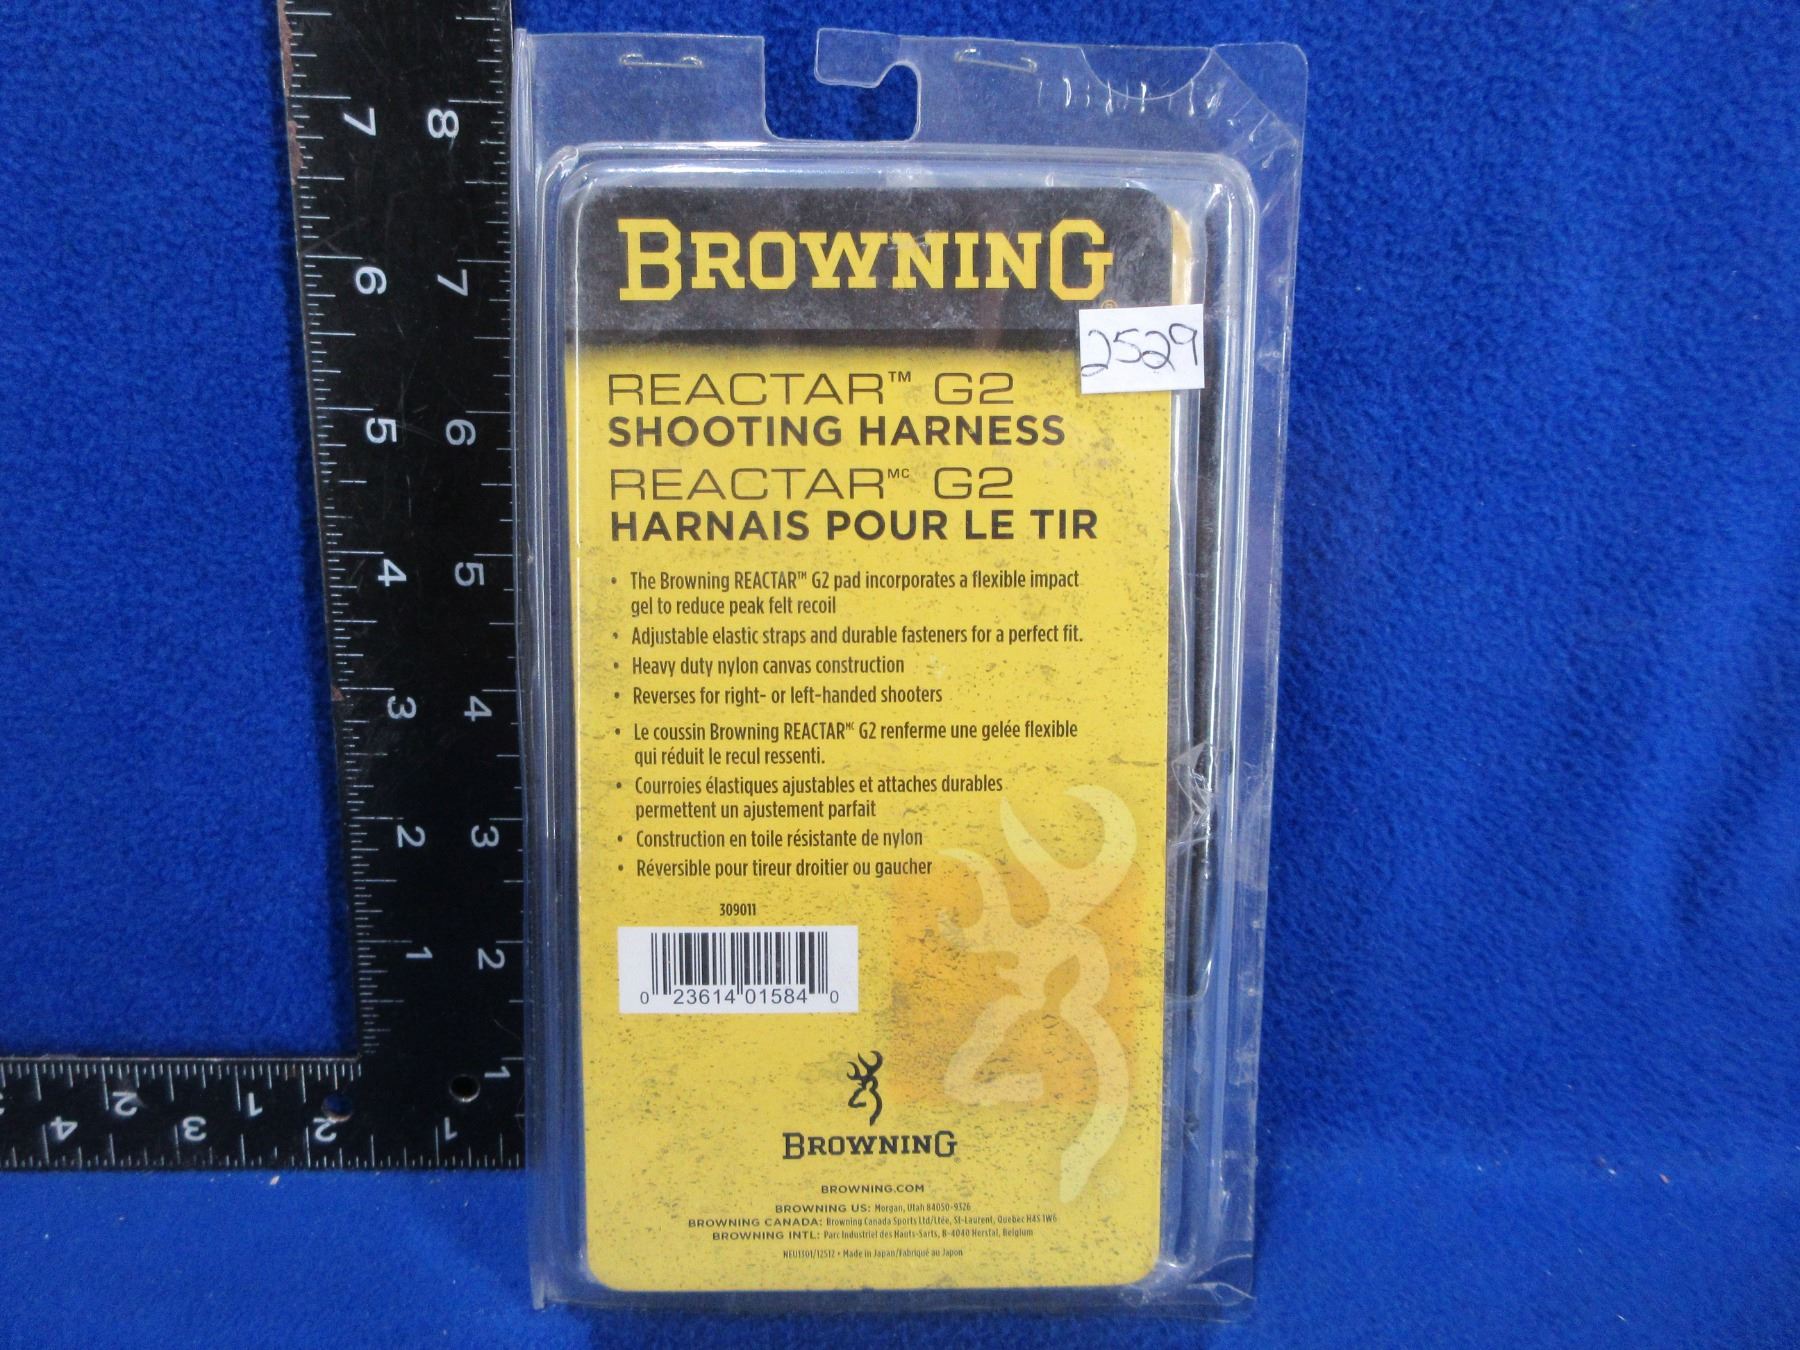 BROWNING®
2529
REACTAR™ G2
SHOOTING HARNESS
REACTARᴹᶜ G2
HARNAIS POUR LE TIR
• The Browning REACTAR™ G2 pad incorporates a flexible impact
gel to reduce peak felt recoil
• Adjustable elastic straps and durable fasteners for a perfect fit.
• Heavy duty nylon canvas construction
• Reverses for right- or left-handed shooters
• Le coussin Browning REACTARᴹᶜ G2 renferme une gelée flexible
qui réduit le recul ressenti.
• Courroies élastiques ajustables et attaches durables
permettent un ajustement parfait
• Construction en toile résistante de nylon
• Réversible pour tireur droitier ou gaucher
309011
0 23614 01584 0
BROWNING
BROWNING.COM
BROWNING US: Morgan, Utah 84050-9326
BROWNING CANADA: Browning Canada Sports Ltd/Ltée, St-Laurent, Quebec H4S 1W6
BROWNING INTL: Parc Industriel des Hauts-Sarts, B-4040 Herstal, Belgium
NEU1301/12512 • Made in Japan/Fabriqué au Japon
7 8
6 7
5 6
4 5
3 4
2 3
1 2
1
2 1
4 3 2 1